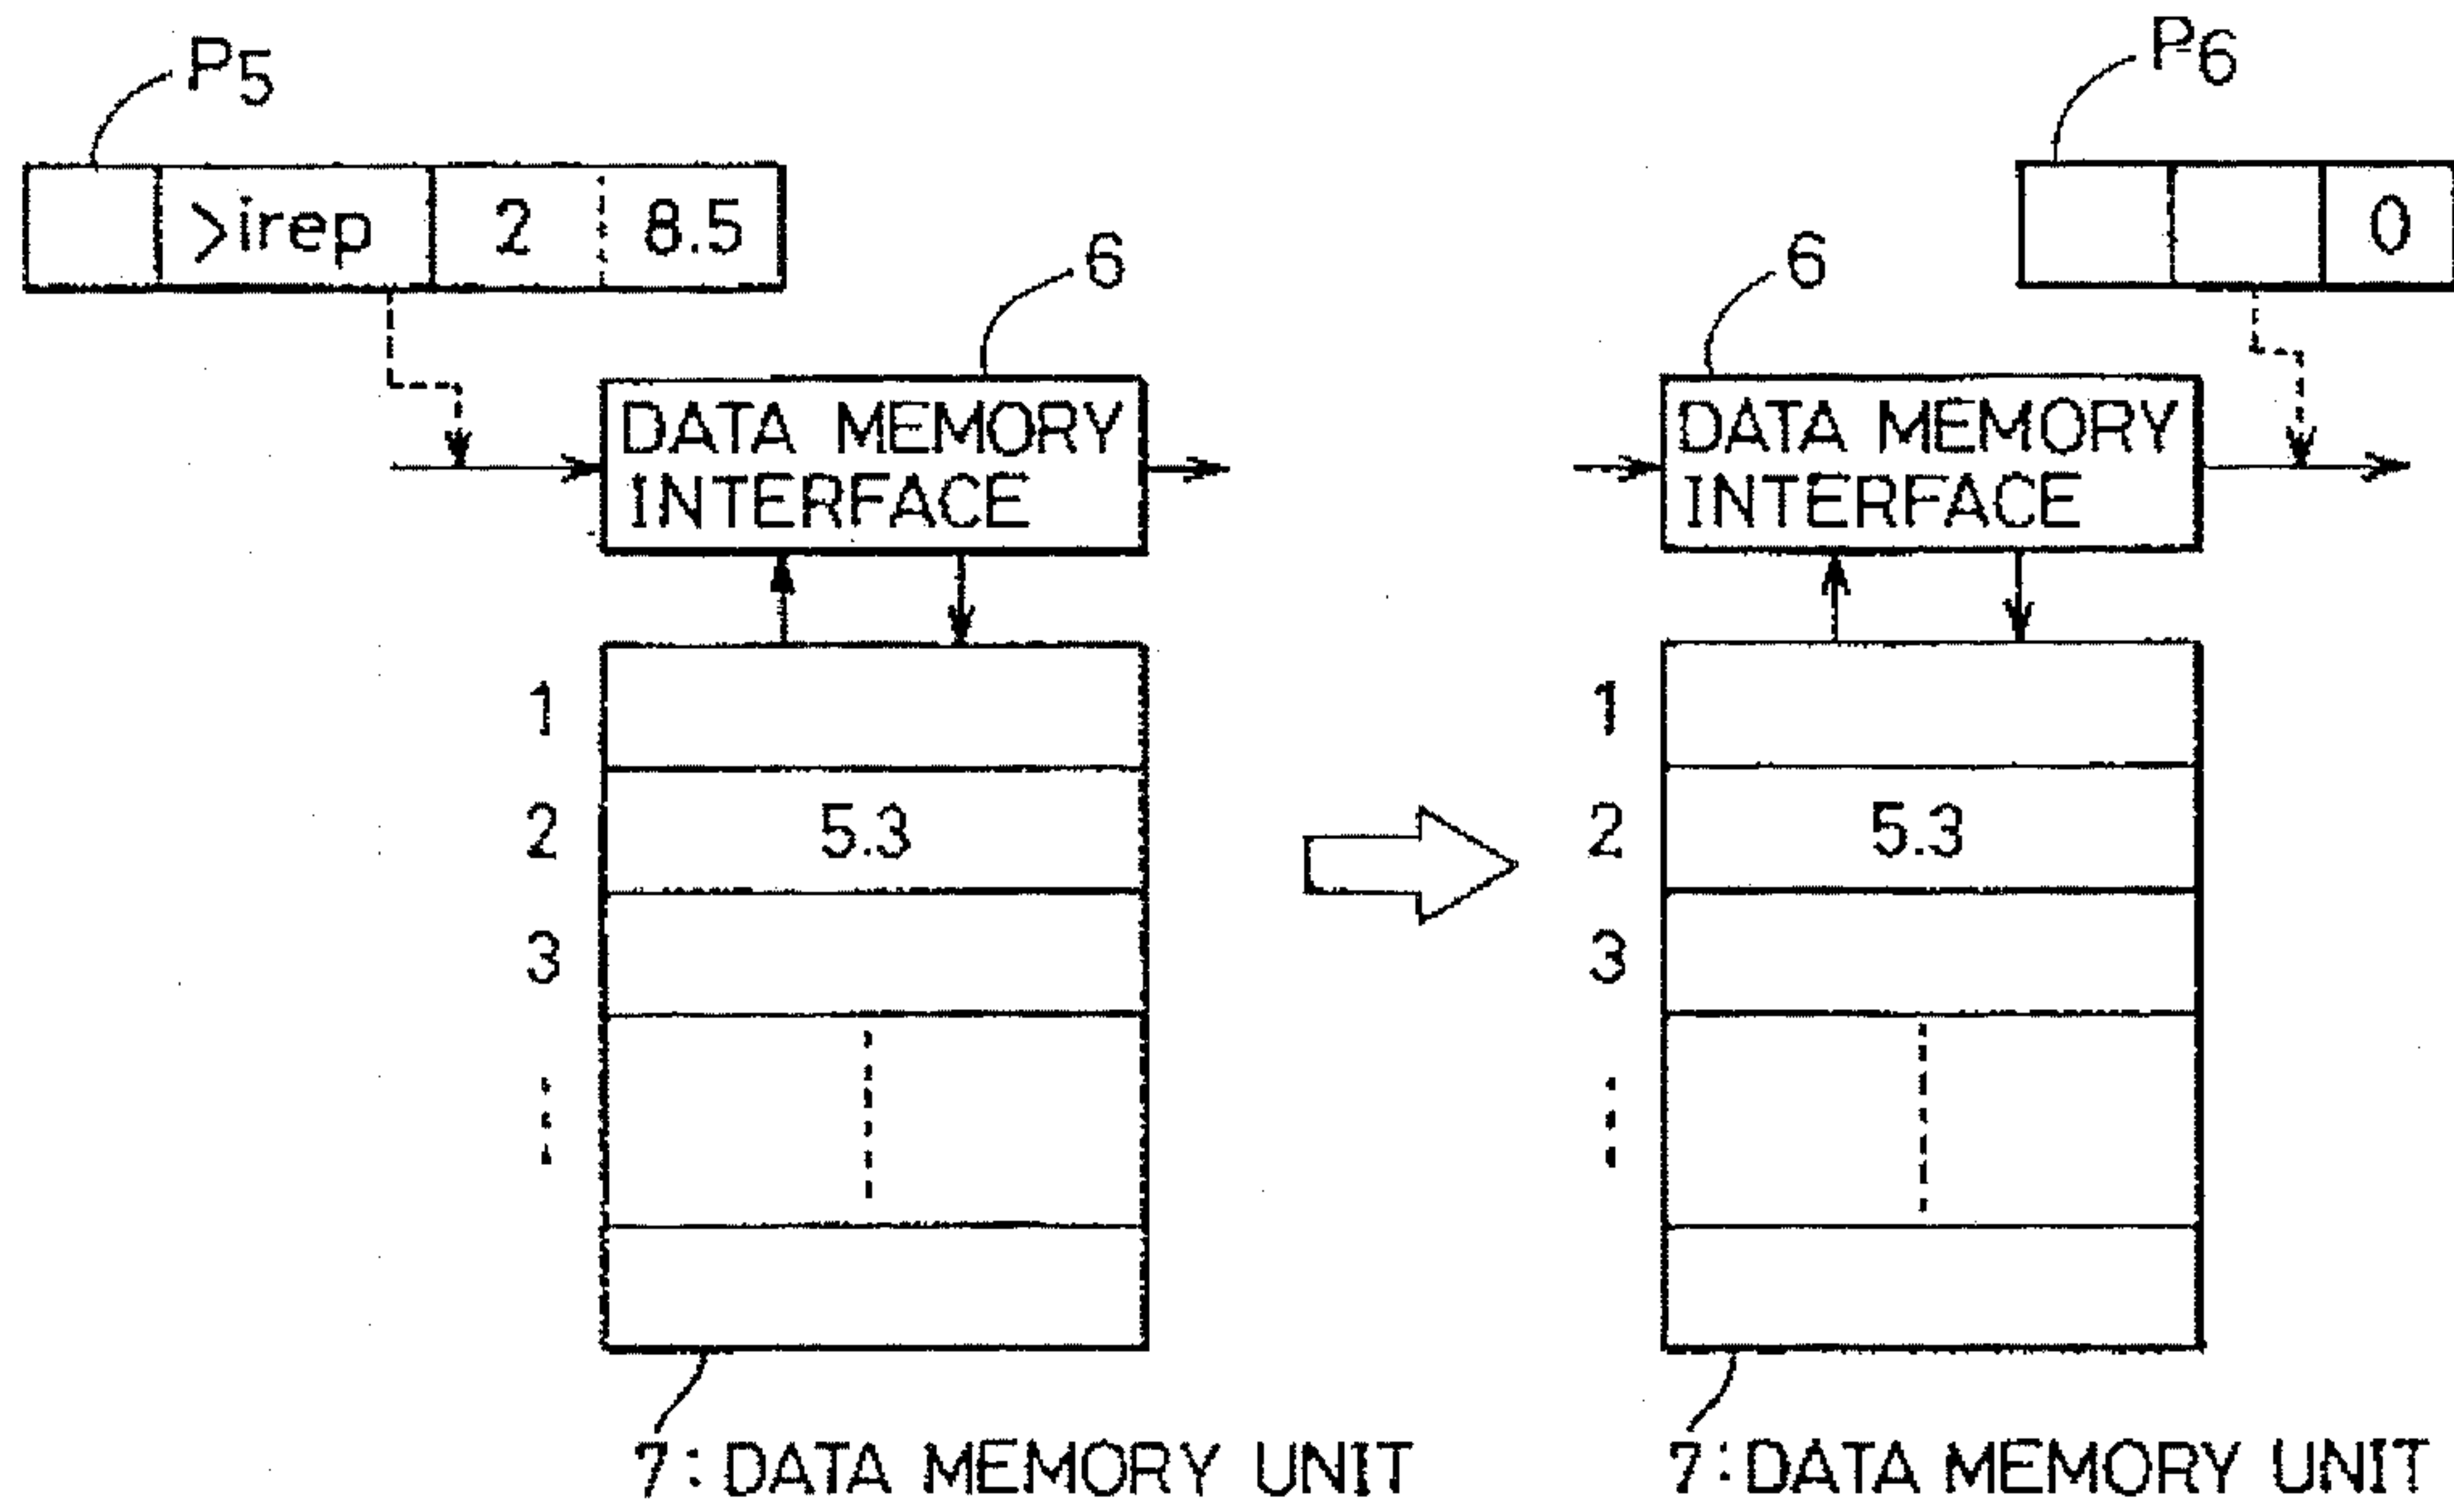 P5
P6
>irep 2 8.5
0
6
6
DATA MEMORY
INTERFACE
DATA MEMORY
INTERFACE
1
2 5.3
3
1
2 5.3
3
7: DATA MEMORY UNIT
7: DATA MEMORY UNIT